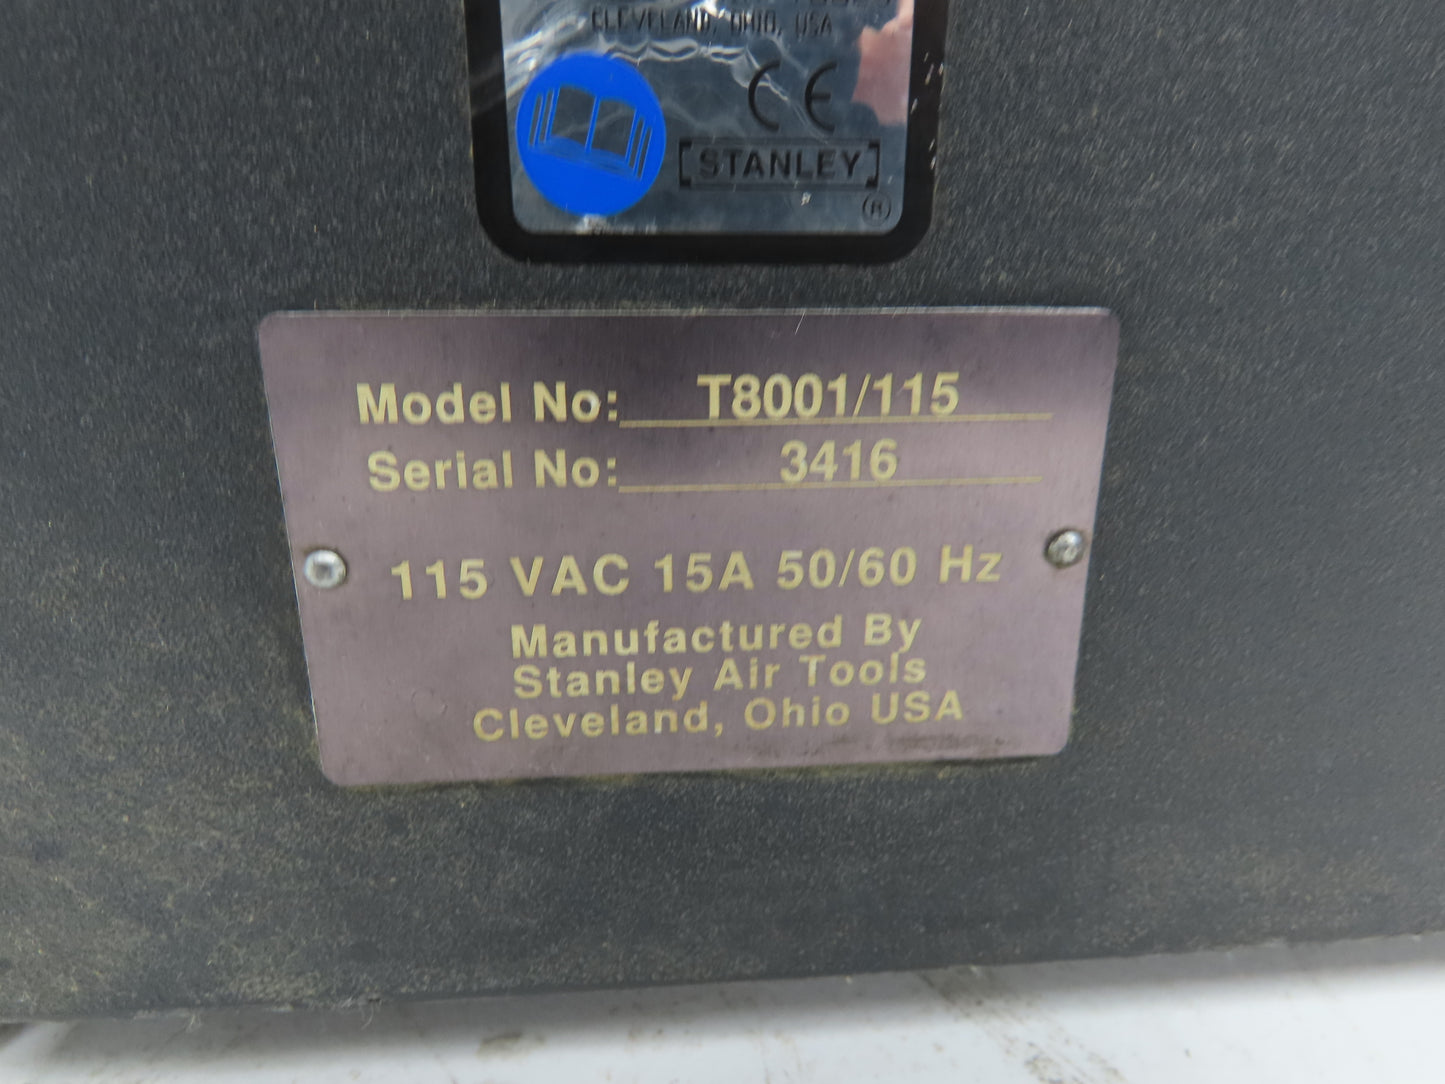 CLEVELAND, OHIO, USA
CE
STANLEY
®
Model No: T8001/115
Serial No: 3416
115 VAC 15A 50/60 Hz
Manufactured By
Stanley Air Tools
Cleveland, Ohio USA